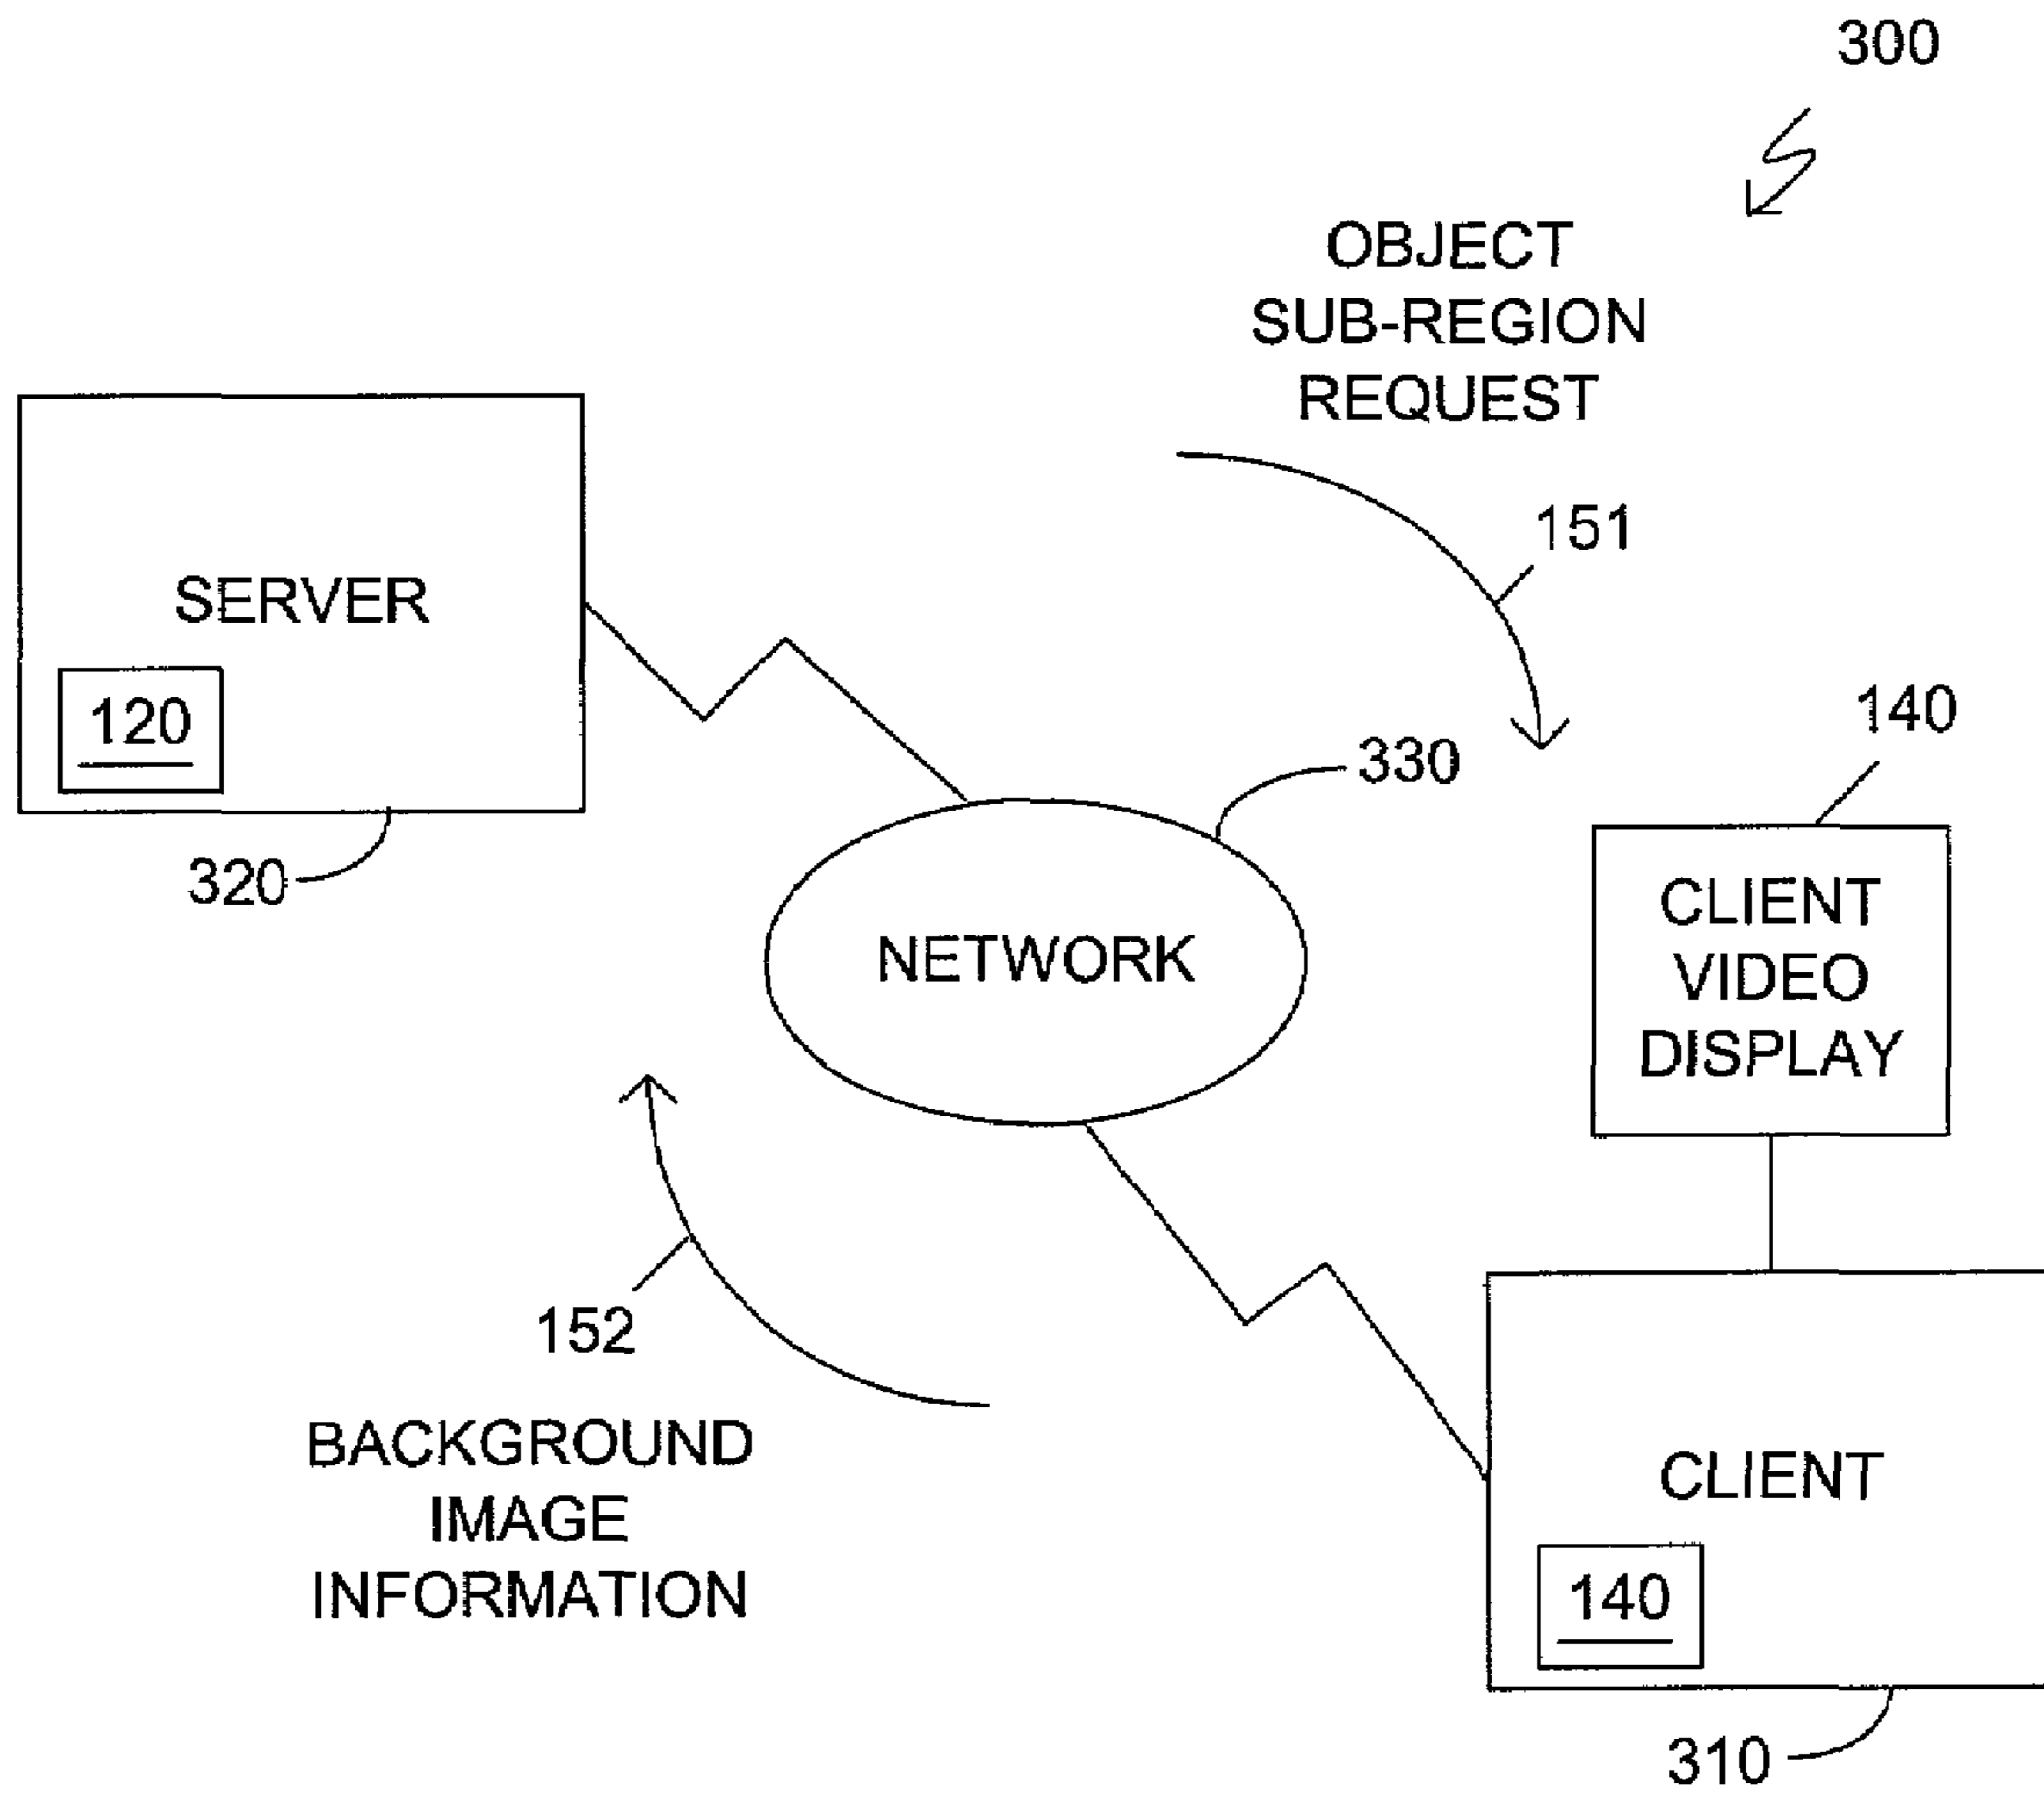 300
OBJECT
SUB-REGION
REQUEST
151
SERVER
120
320
140
330
NETWORK
CLIENT
VIDEO
DISPLAY
152
BACKGROUND
IMAGE
INFORMATION
CLIENT
140
310